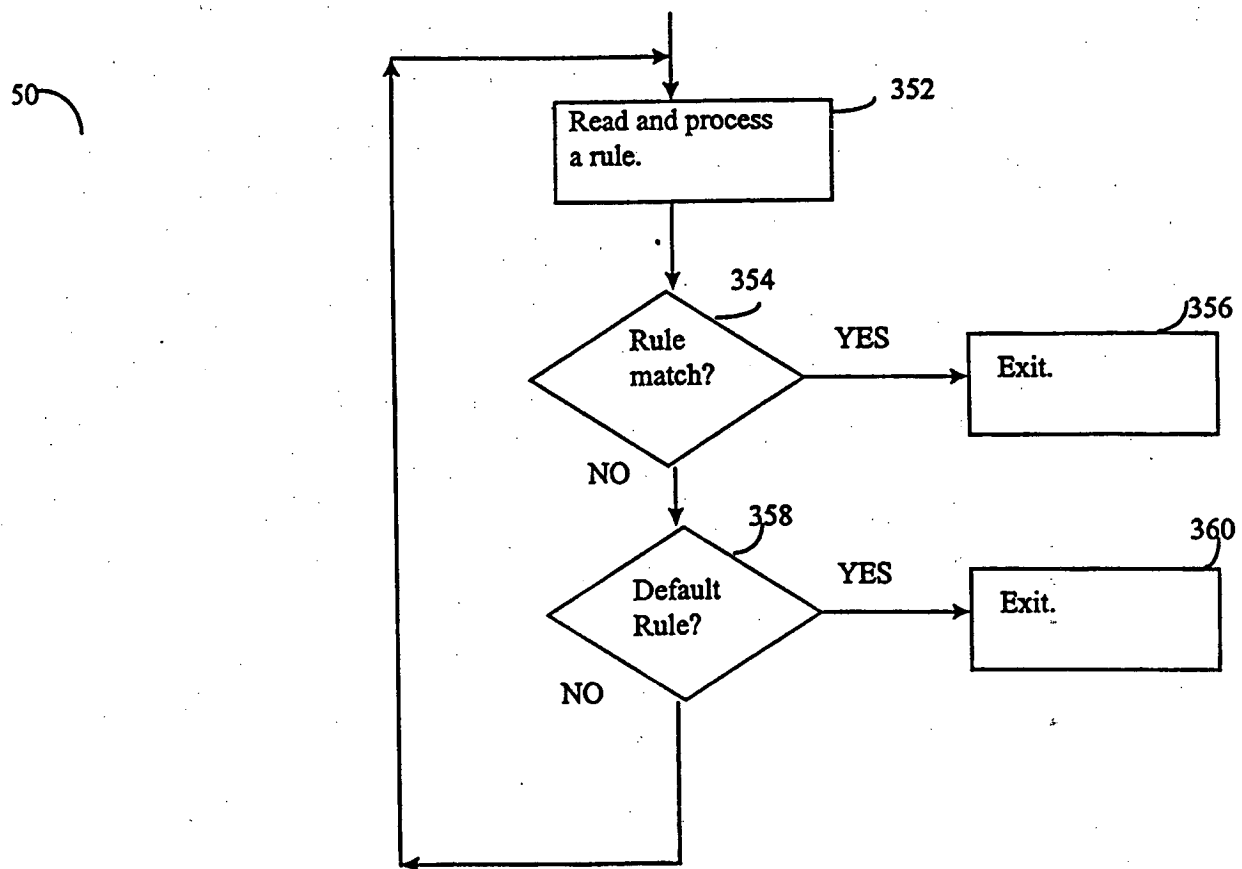 50
352
Read and process
a rule.
354
Rule
match?
YES
356
Exit.
NO
358
Default
Rule?
YES
360
Exit.
NO